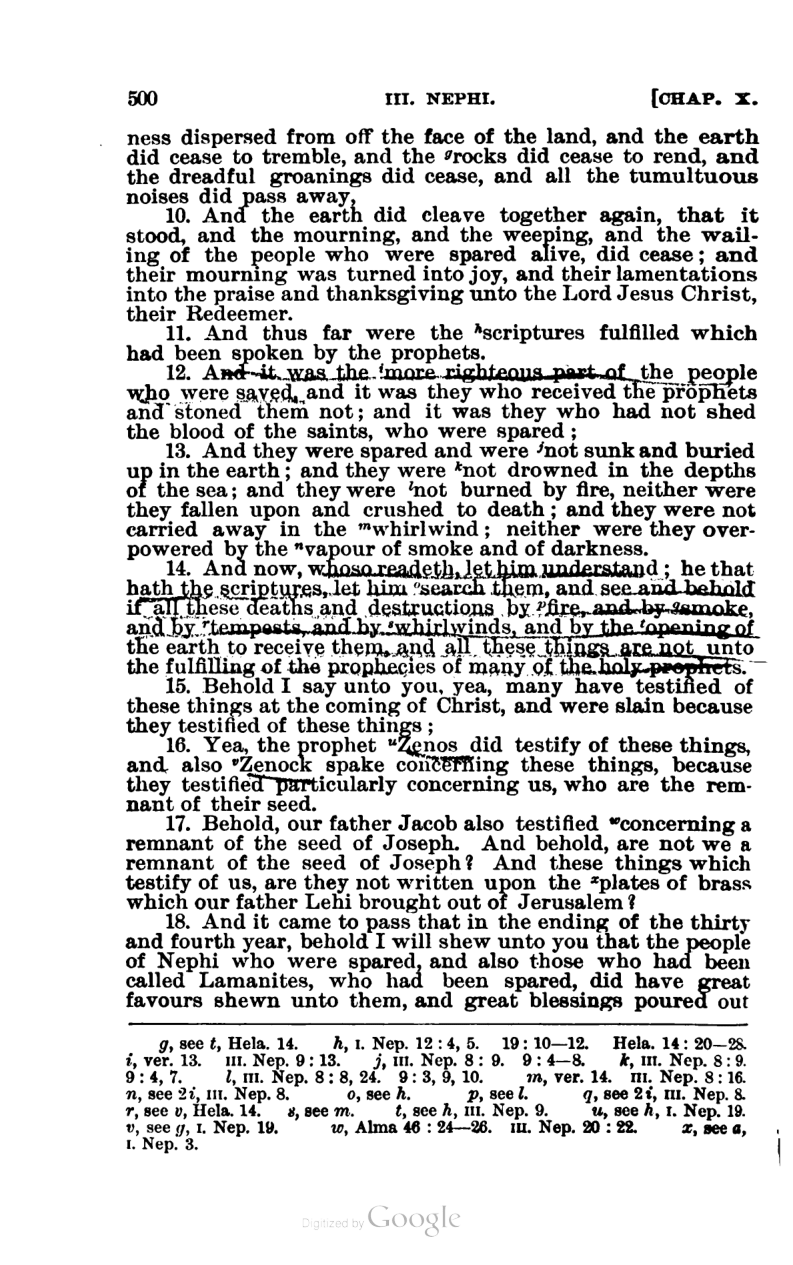 500 III. NEPHI. [CHAP. X.
ness dispersed from off the face of the land, and the earth
did cease to tremble, and the grocks did cease to rend, and
the dreadful groanings did cease, and all the tumultuous
noises did pass away,
10. And the earth did cleave together again, that it
stood, and the mourning, and the weeping, and the wail-
ing of the people who were spared alive, did cease; and
their mourning was turned into joy, and their lamentations
into the praise and thanksgiving unto the Lord Jesus Christ,
their Redeemer.
11. And thus far were the hscriptures fulfilled which
had been spoken by the prophets.
12. And it was the imore righteous part of the people
who were saved, and it was they who received the prophets
and stoned them not; and it was they who had not shed
the blood of the saints, who were spared;
13. And they were spared and were jnot sunk and buried
up in the earth; and they were knot drowned in the depths
of the sea; and they were lnot burned by fire, neither were
they fallen upon and crushed to death; and they were not
carried away in the mwhirlwind; neither were they over-
powered by the nvapour of smoke and of darkness.
14. And now, whoso readeth, let him understand; he that
hath the scriptures, let him osearch them, and see and behold
if all these deaths and destructions by pfire, and by qsmoke,
and by rtempests, and by swhirlwinds, and by the topening of
the earth to receive them, and all these things are not unto
the fulfilling of the prophecies of many of the holy prophets.
15. Behold I say unto you, yea, many have testified of
these things at the coming of Christ, and were slain because
they testified of these things;
16. Yea, the prophet uZenos did testify of these things,
and also vZenock spake concerning these things, because
they testified particularly concerning us, who are the rem-
nant of their seed.
17. Behold, our father Jacob also testified wconcerning a
remnant of the seed of Joseph. And behold, are not we a
remnant of the seed of Joseph? And these things which
testify of us, are they not written upon the xplates of brass
which our father Lehi brought out of Jerusalem?
18. And it came to pass that in the ending of the thirty
and fourth year, behold I will shew unto you that the people
of Nephi who were spared, and also those who had been
called Lamanites, who had been spared, did have great
favours shewn unto them, and great blessings poured out
g, see t, Hela. 14. h, I. Nep. 12:4, 5. 19:10—12. Hela. 14:20—28.
i, ver. 13. III. Nep. 9:13. j, III. Nep. 8:9. 9:4—8. k, III. Nep. 8:9.
9:4, 7. l, III. Nep. 8:8, 24. 9:3, 9, 10. m, ver. 14. III. Nep. 8:16.
n, see 2i, III. Nep. 8. o, see h. p, see l. q, see 2i, III. Nep. 8.
r, see v, Hela. 14. s, see m. t, see h, III. Nep. 9. u, see h, I. Nep. 19.
v, see g, I. Nep. 19. w, Alma 46:24—26. III. Nep. 20:22. x, see a,
I. Nep. 3.
Digitized by Google